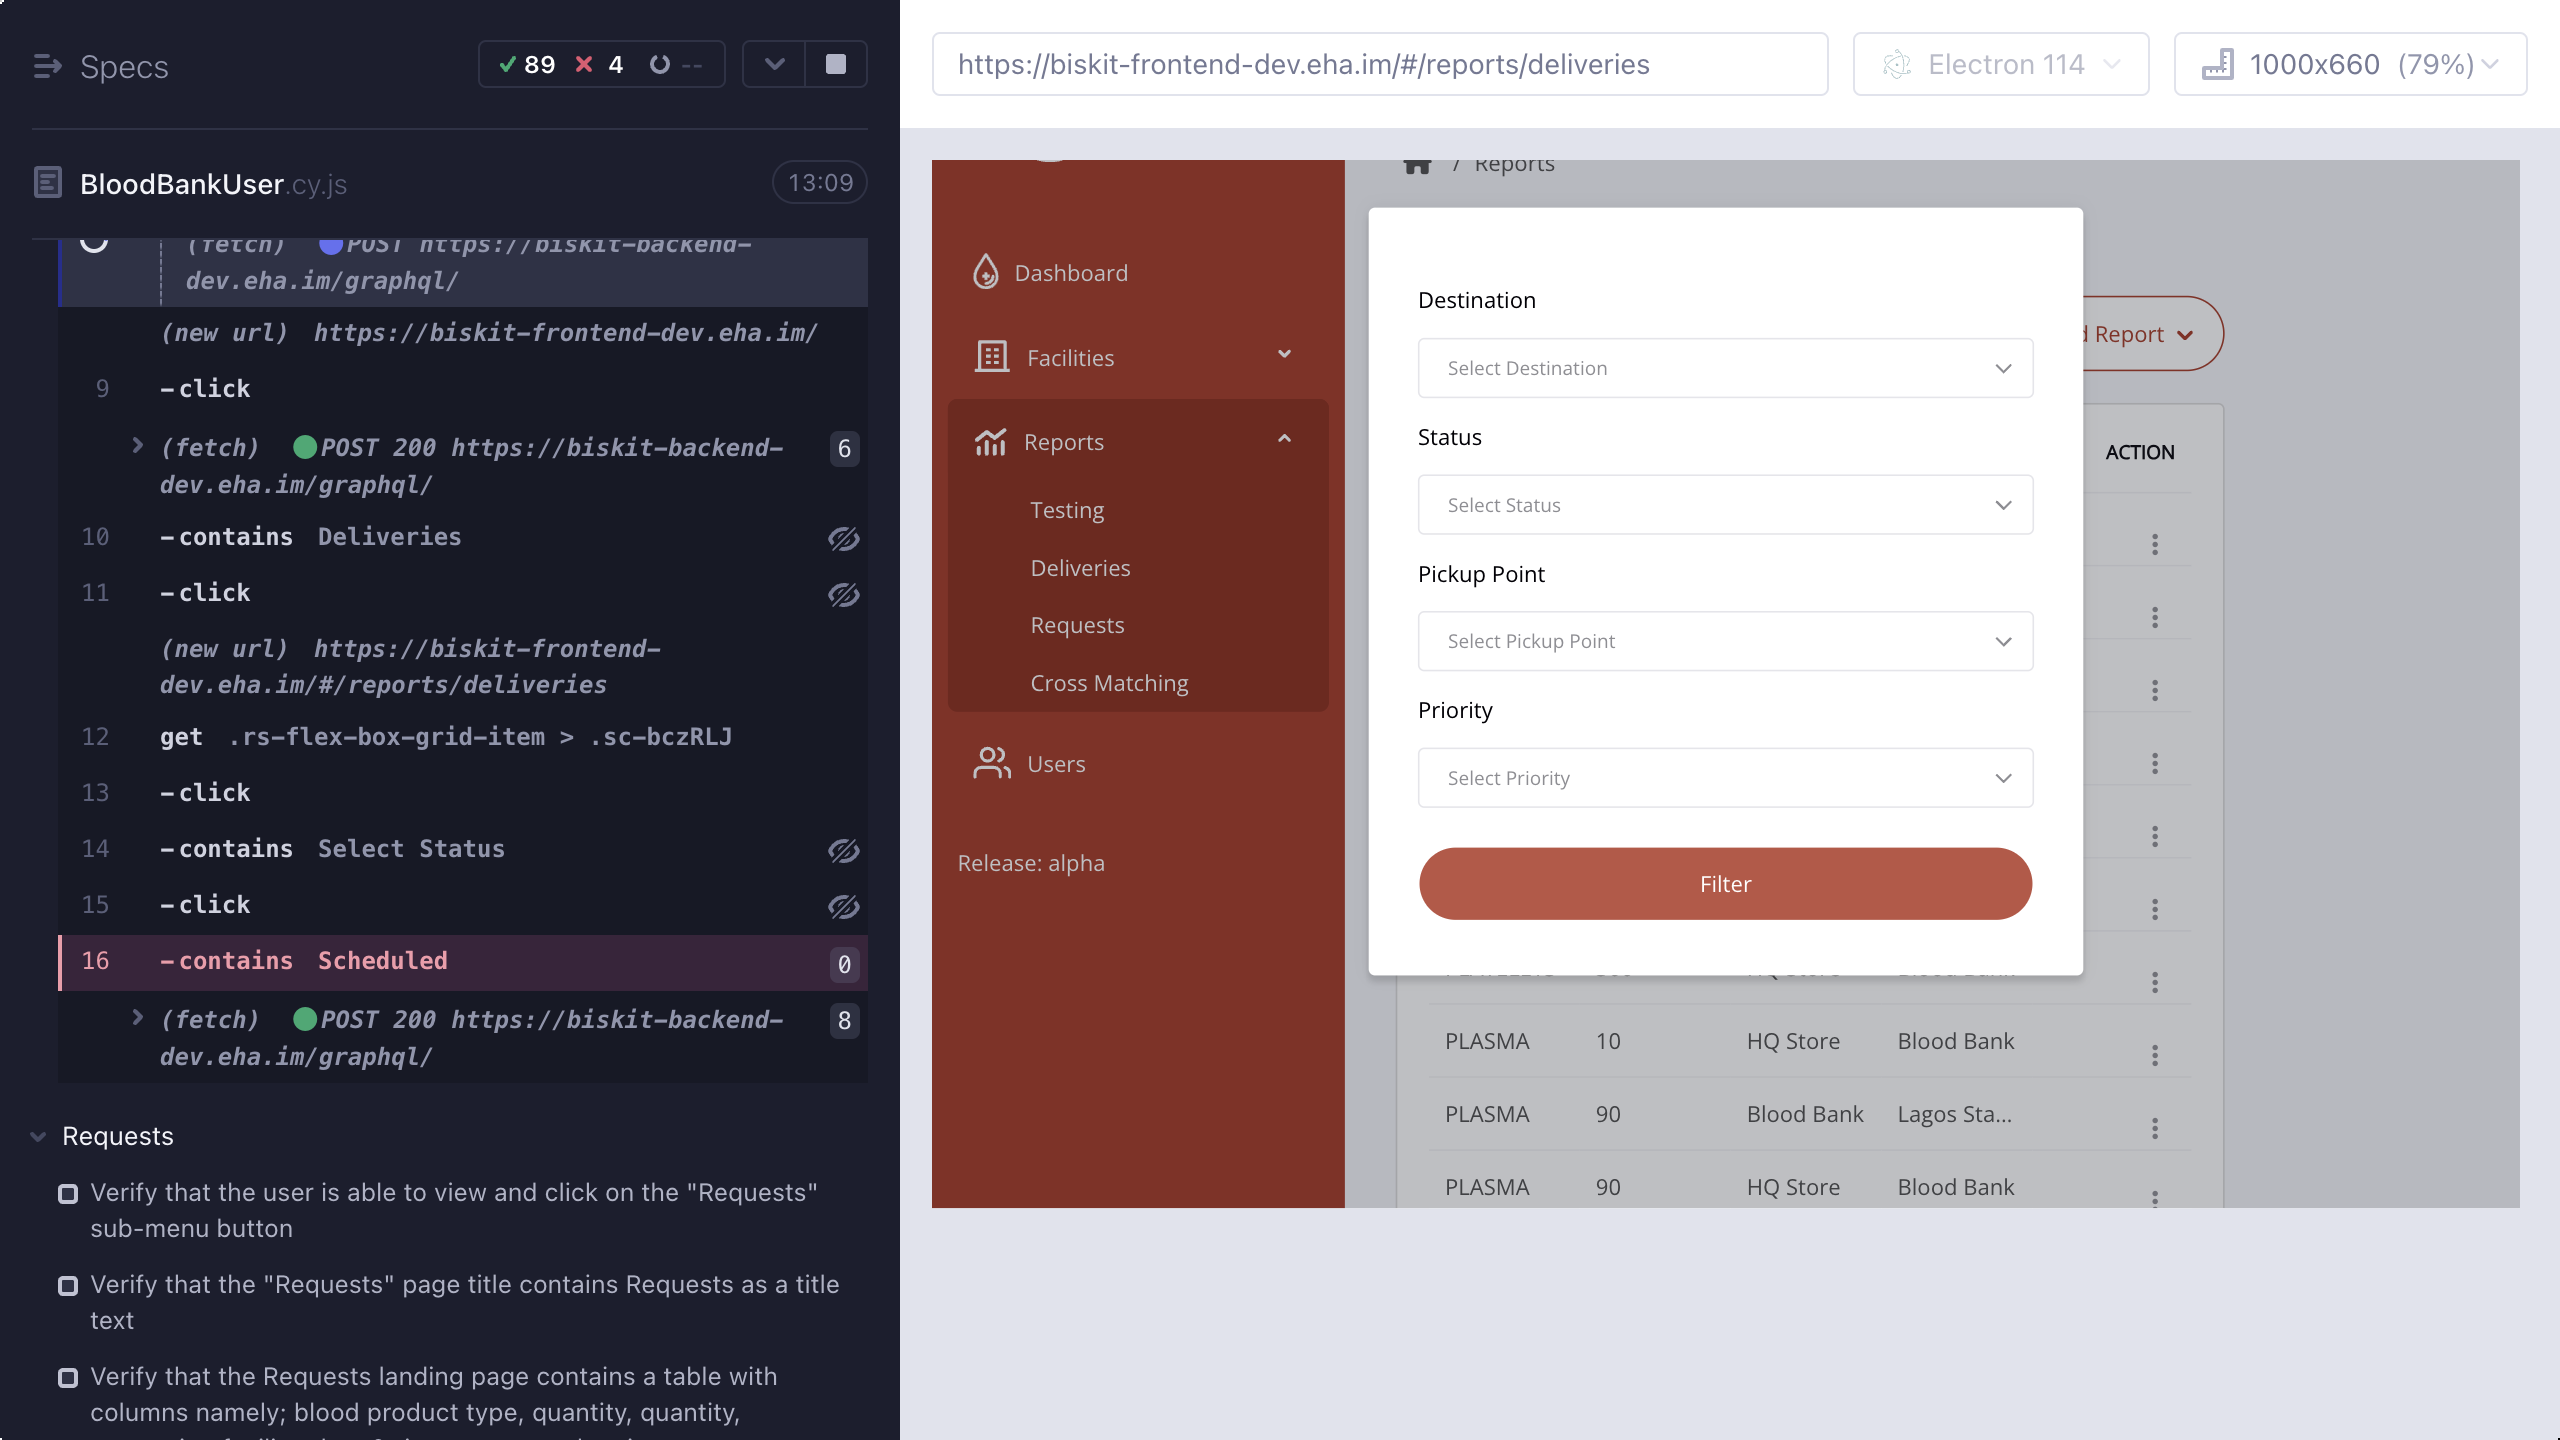 Specs
89 4 --
BloodBankUser.cy.js 13:09
(fetch) POST https://biskit-backend-
dev.eha.im/graphql/
(new url) https://biskit-frontend-dev.eha.im/
9 -click
(fetch) POST 200 https://biskit-backend- 6
dev.eha.im/graphql/
10 -contains Deliveries
11 -click
(new url) https://biskit-frontend-
dev.eha.im/#/reports/deliveries
12 get .rs-flex-box-grid-item > .sc-bczRLJ
13 -click
14 -contains Select Status
15 -click
16 -contains Scheduled 0
(fetch) POST 200 https://biskit-backend- 8
dev.eha.im/graphql/
Requests
Verify that the user is able to view and click on the "Requests"
sub-menu button
Verify that the "Requests" page title contains Requests as a title
text
Verify that the Requests landing page contains a table with
columns namely; blood product type, quantity, quantity,
https://biskit-frontend-dev.eha.im/#/reports/deliveries
Electron 114
1000x660 (79%)
/ Reports
Dashboard
Facilities
Reports
Testing
Deliveries
Requests
Cross Matching
Users
Release: alpha
Destination
Select Destination
Status
Select Status
Pickup Point
Select Pickup Point
Priority
Select Priority
Filter
Report
ACTION
PLASMA 10 HQ Store Blood Bank
PLASMA 90 Blood Bank Lagos Sta...
PLASMA 90 HQ Store Blood Bank